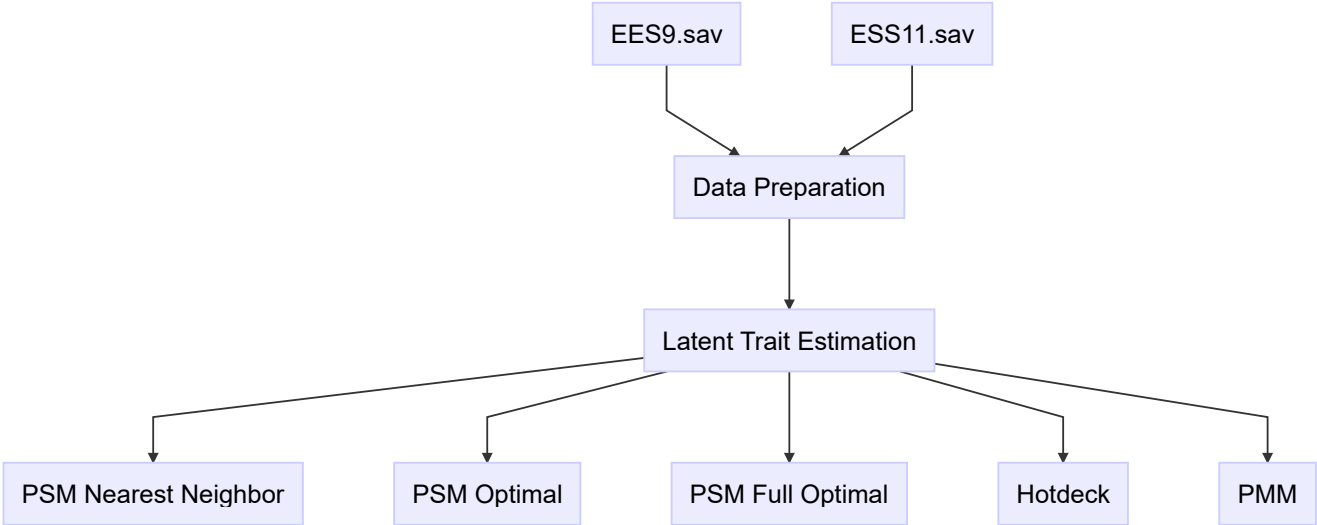 EES9.sav
ESS11.sav
Data Preparation
Latent Trait Estimation
PSM Nearest Neighbor
PSM Optimal
PSM Full Optimal
Hotdeck
PMM